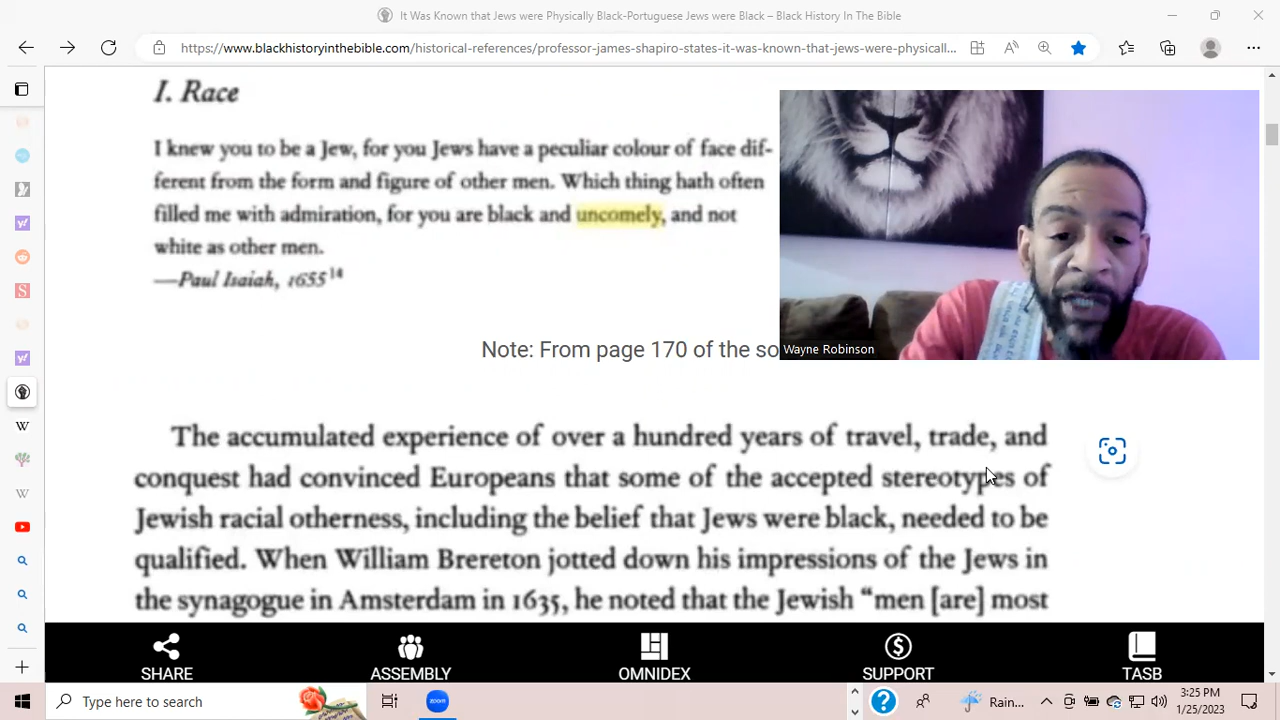 It Was Known that Jews were Physically Black-Portuguese Jews were Black – Black History In The Bible
https://www.blackhistoryinthebible.com/historical-references/professor-james-shapiro-states-it-was-known-that-jews-were-physicall...
I. Race
I knew you to be a Jew, for you Jews have a peculiar colour of face dif-
ferent from the form and figure of other men. Which thing hath often
filled me with admiration, for you are black and uncomely, and not
white as other men.
—Paul Isaiah, 1655¹⁴
Wayne Robinson
Note: From page 170 of the so
The accumulated experience of over a hundred years of travel, trade, and
conquest had convinced Europeans that some of the accepted stereotypes of
Jewish racial otherness, including the belief that Jews were black, needed to be
qualified. When William Brereton jotted down his impressions of the Jews in
the synagogue in Amsterdam in 1635, he noted that the Jewish “men [are] most
SHARE
ASSEMBLY
OMNIDEX
SUPPORT
TASB
Type here to search
zoom
Rain...
3:25 PM
1/25/2023